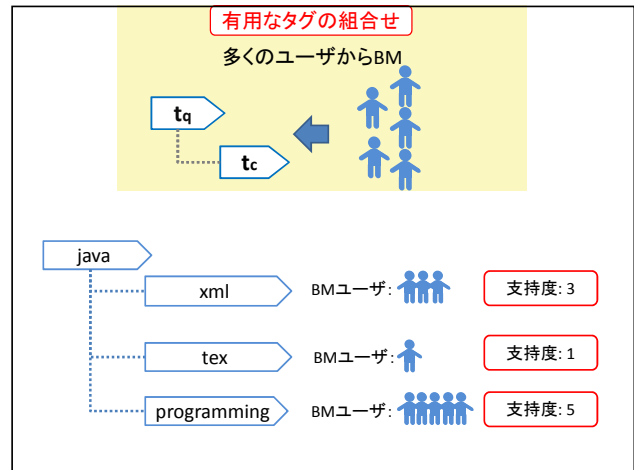 有用なタグの組合せ
多くのユーザからBM
tq
tc
java
xml BMユーザ: 支持度: 3
tex BMユーザ: 支持度: 1
programming BMユーザ: 支持度: 5